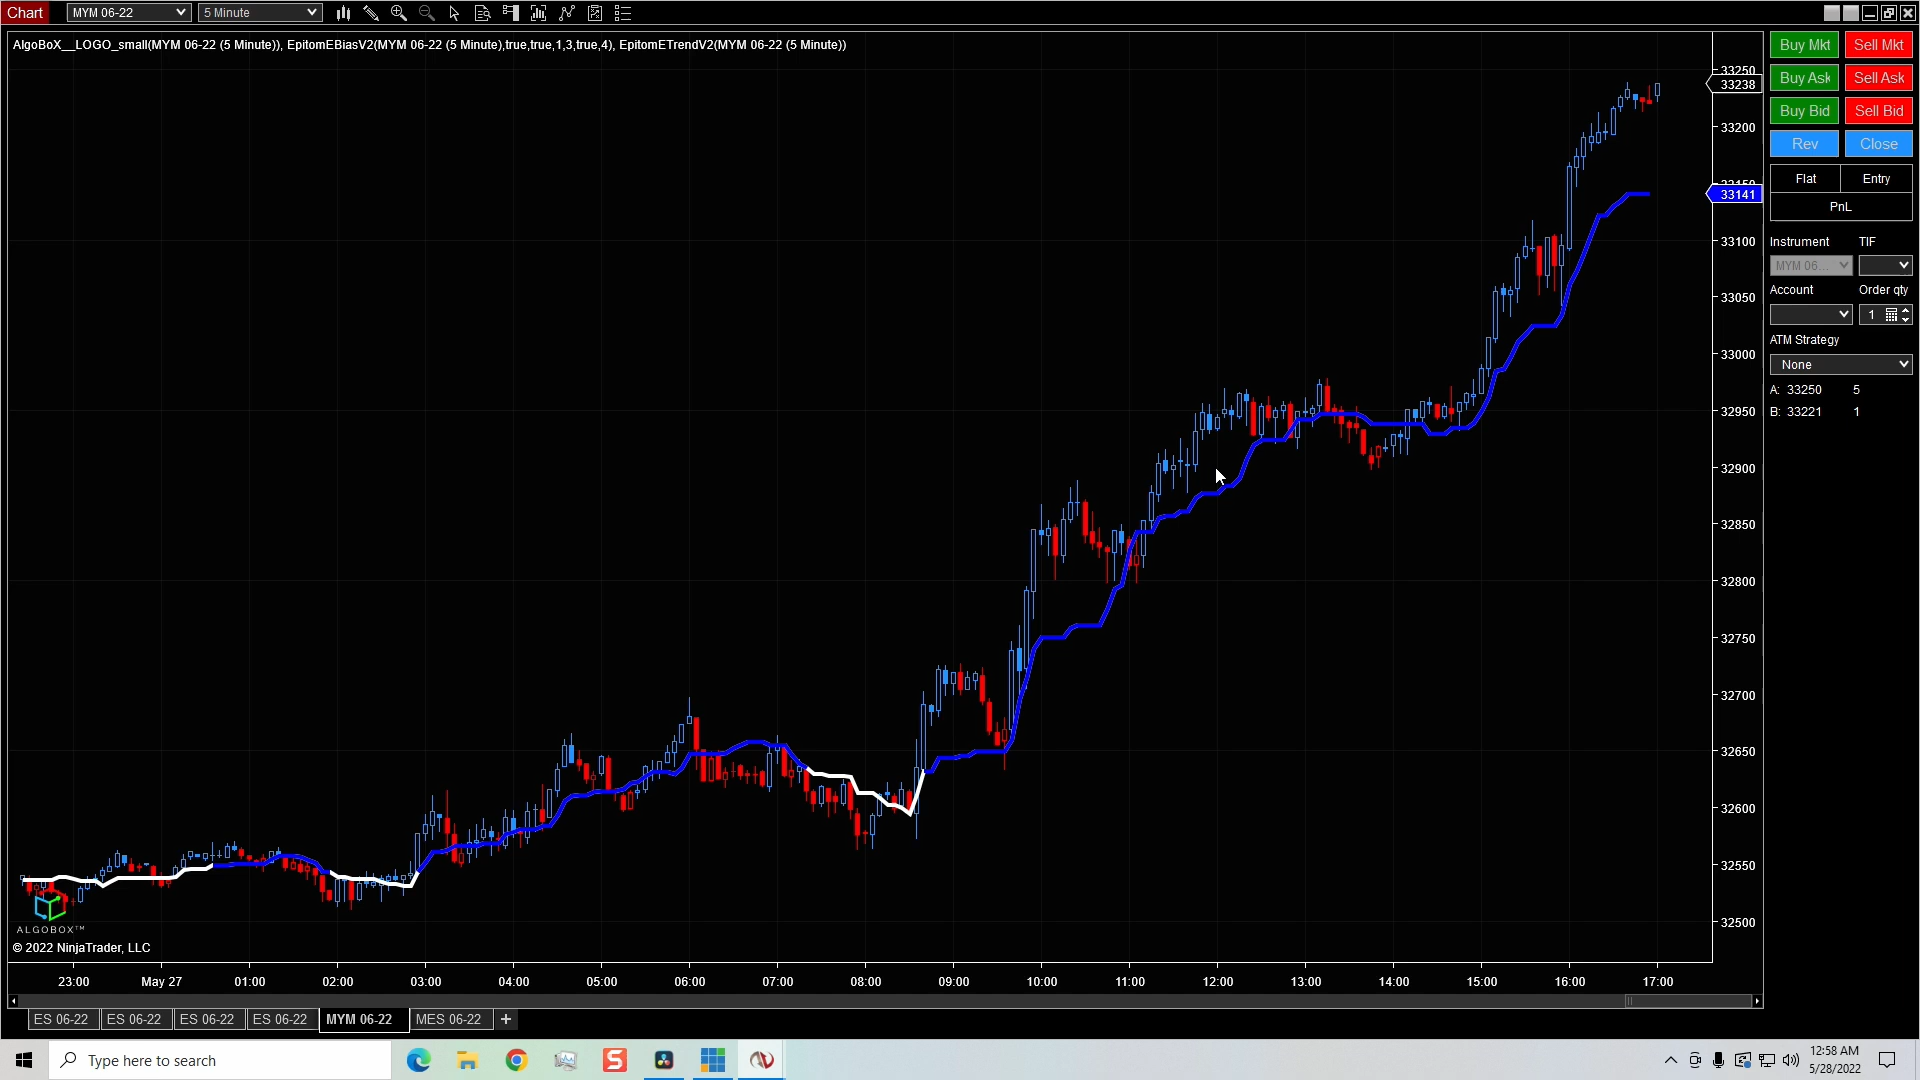 Chart MYM 06-22 5 Minute
AlgoBoX__LOGO_small(MYM 06-22 (5 Minute)), EpitomEBiasV2(MYM 06-22 (5 Minute),true,true,1,3,true,4), EpitomETrendV2(MYM 06-22 (5 Minute))
33250
33238
33200
33150
33141
33100
33050
33000
32950
32900
32850
32800
32750
32700
32650
32600
32550
32500
Buy Mkt Sell Mkt
Buy Ask Sell Ask
Buy Bid Sell Bid
Rev Close
Flat Entry
PnL
Instrument TIF
MYM 06...
Account Order qty
1
ATM Strategy
None
A: 33250 5
B: 33221 1
ALGOBOX™
© 2022 NinjaTrader, LLC
23:00 May 27 01:00 02:00 03:00 04:00 05:00 06:00 07:00 08:00 09:00 10:00 11:00 12:00 13:00 14:00 15:00 16:00 17:00
ES 06-22 ES 06-22 ES 06-22 ES 06-22 MYM 06-22 MES 06-22 +
Type here to search
12:58 AM
5/28/2022